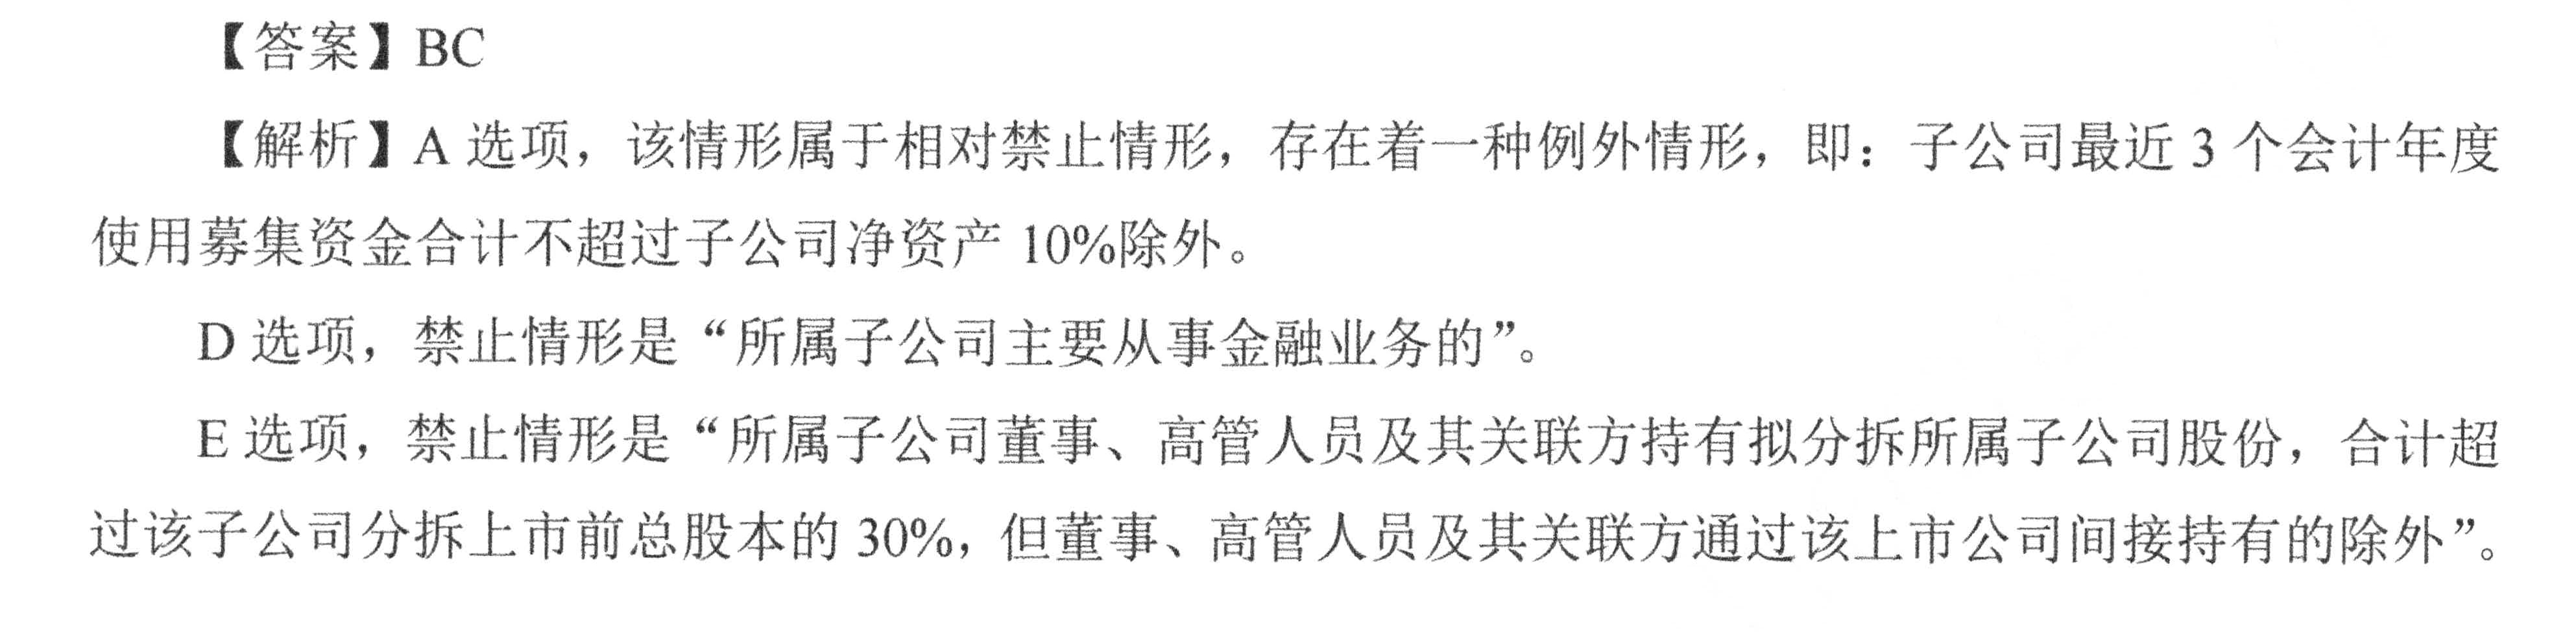 【答案】BC
【解析】A 选项，该情形属于相对禁止情形，存在着一种例外情形，即：子公司最近 3 个会计年度
使用募集资金合计不超过子公司净资产 10%除外。
D 选项，禁止情形是“所属子公司主要从事金融业务的”。
E 选项，禁止情形是“所属子公司董事、高管人员及其关联方持有拟分拆所属子公司股份，合计超
过该子公司分拆上市前总股本的 30%，但董事、高管人员及其关联方通过该上市公司间接持有的除外”。